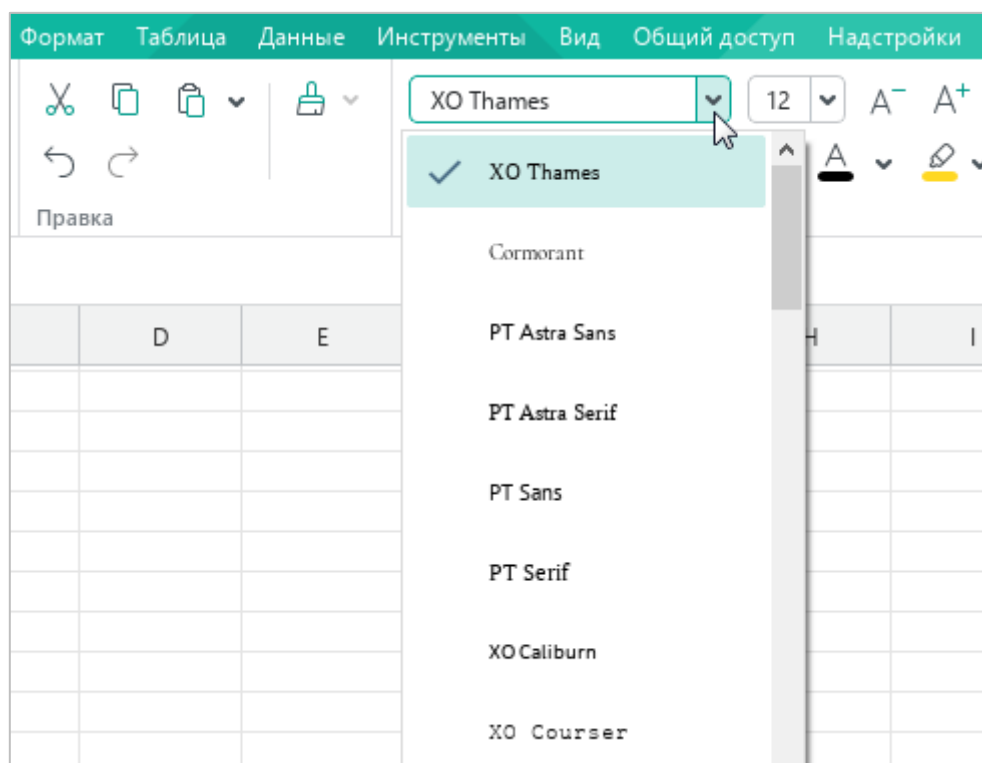 Формат Таблица Данные Инструменты Вид Общий доступ Надстройки
XO Thames 12 A− A+
A
Правка
D E H I
XO Thames
Cormorant
PT Astra Sans
PT Astra Serif
PT Sans
PT Serif
XO Caliburn
XO Courser